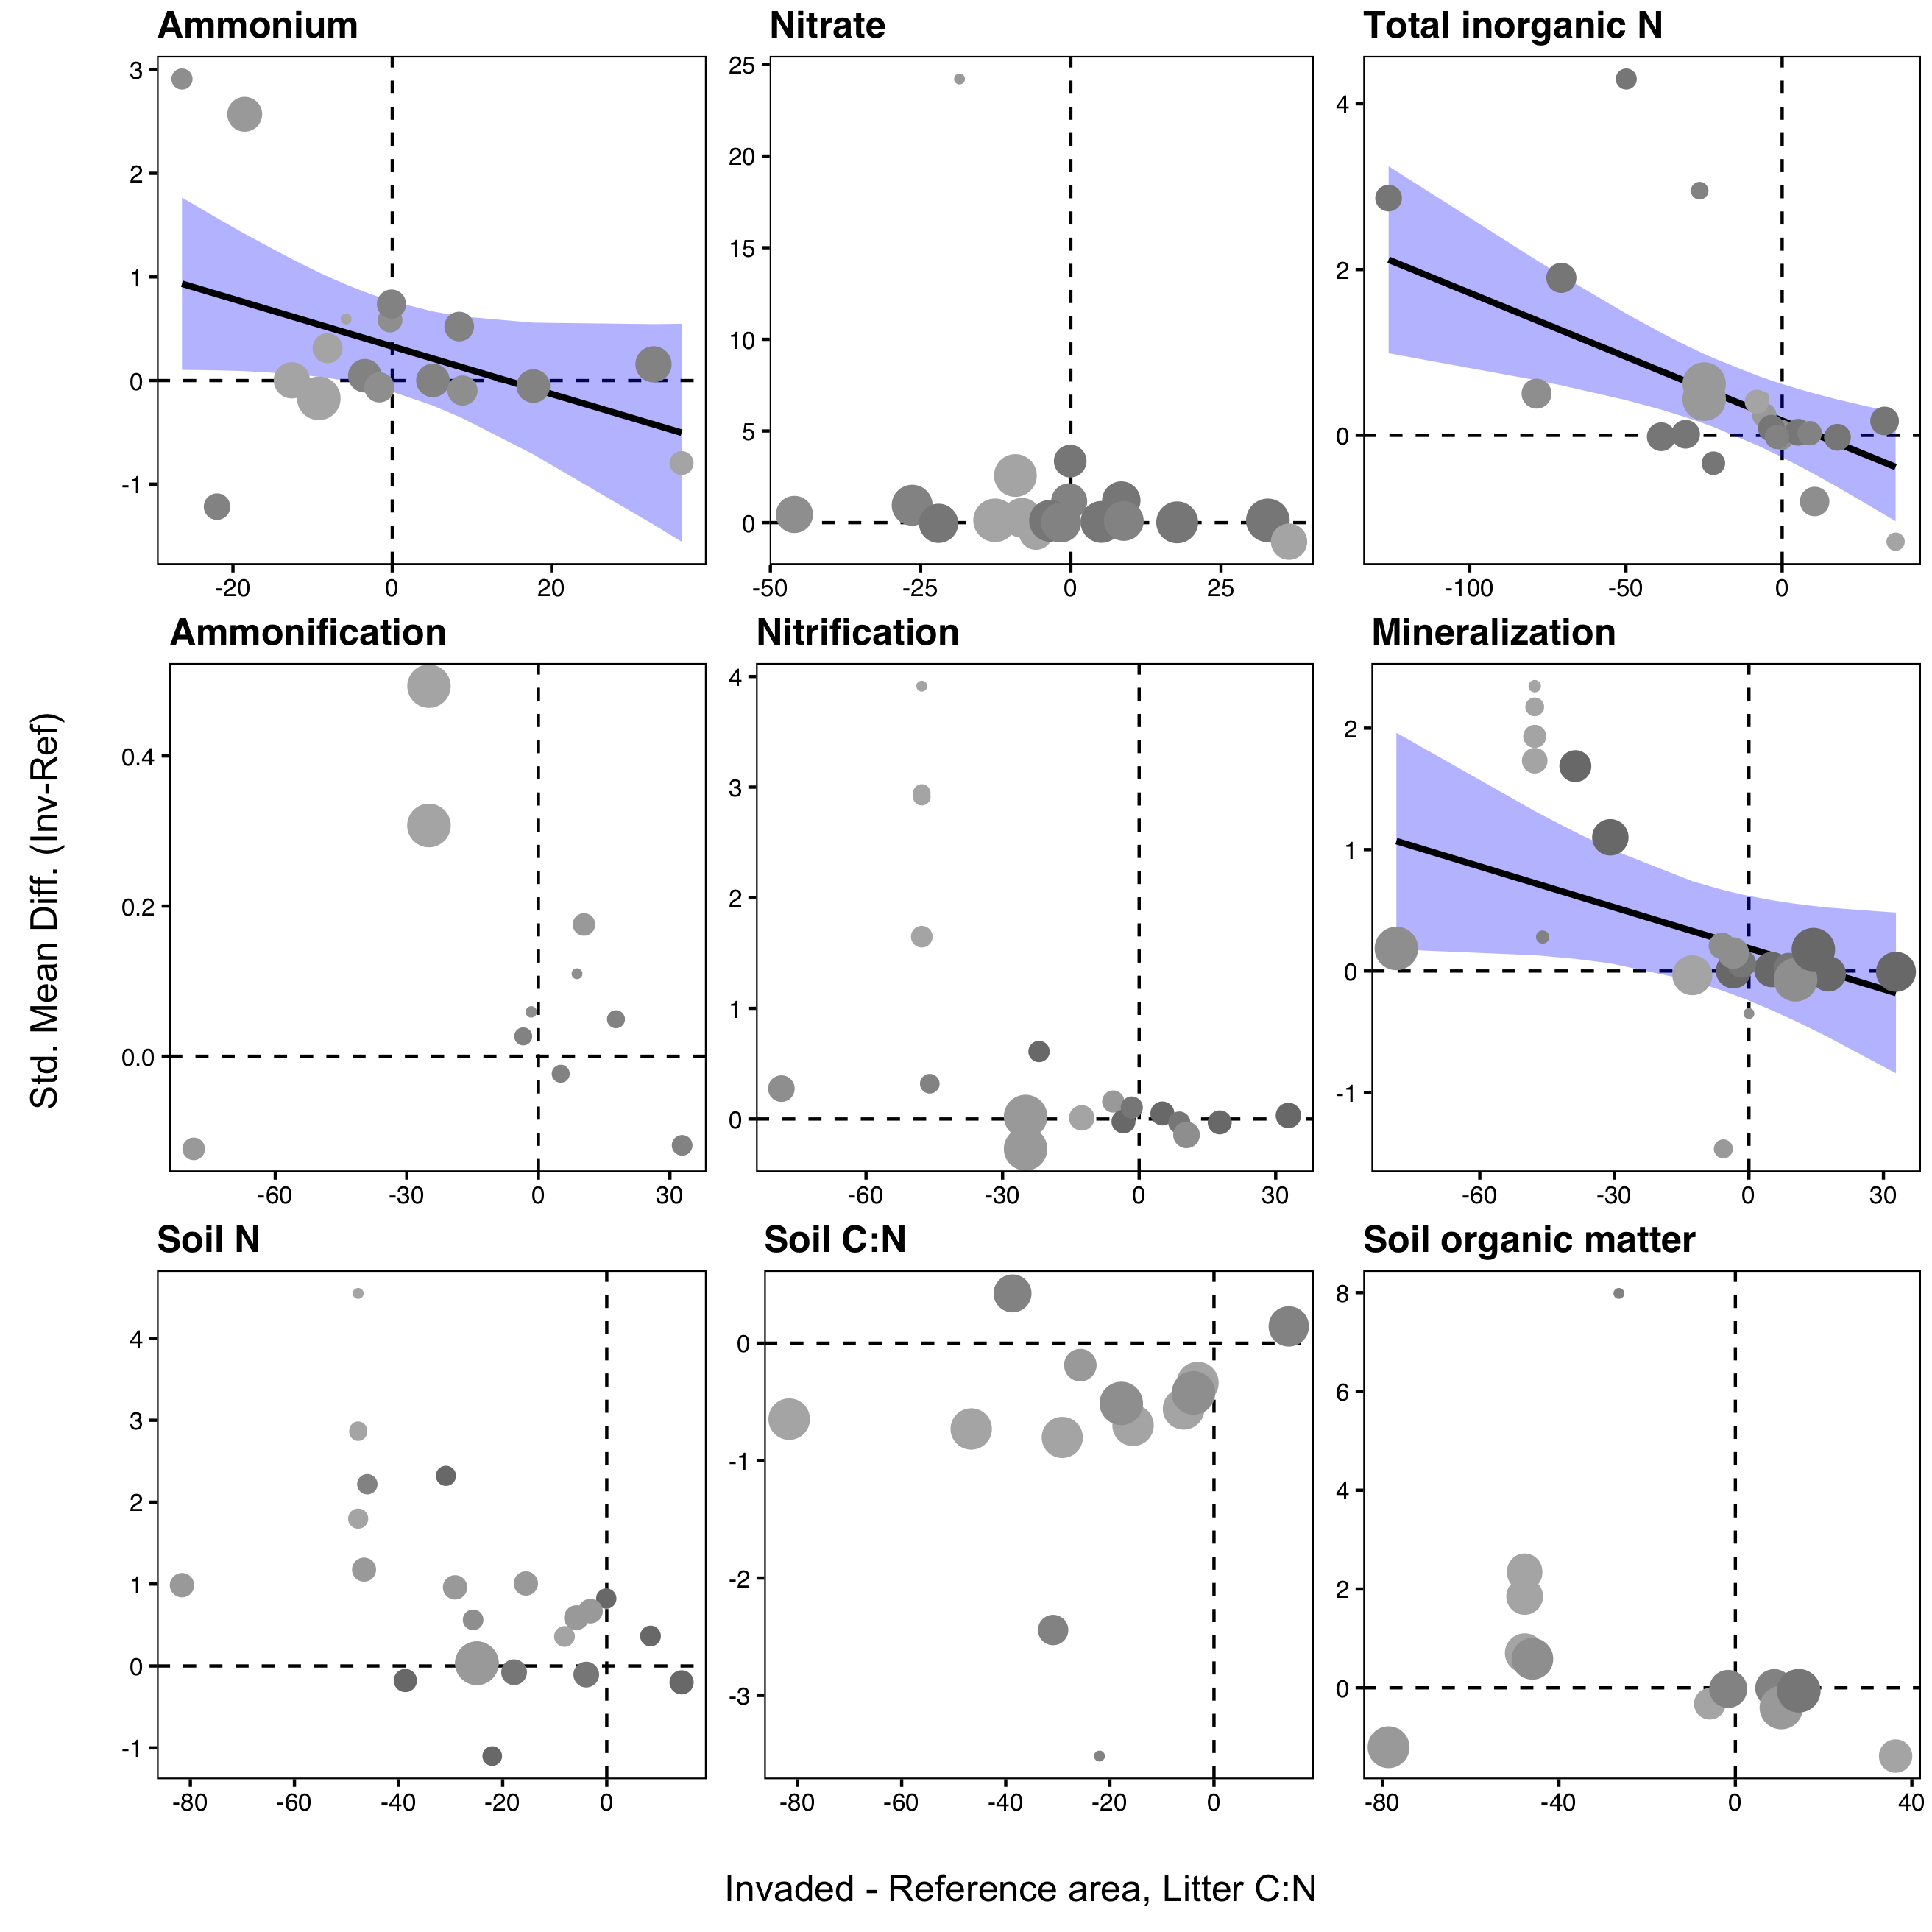 Ammonium Nitrate Total inorganic N
3 2 1 0 -1
-20 0 20
25 20 15 10 5 0
-50 -25 0 25
4 2 0
-100 -50 0
Ammonification Nitrification Mineralization
0.4 0.2 0.0
-60 -30 0 30
4 3 2 1 0
-60 -30 0 30
2 1 0 -1
-60 -30 0 30
Std. Mean Diff. (Inv-Ref)
Soil N Soil C:N Soil organic matter
4 3 2 1 0 -1
-80 -60 -40 -20 0
0 -1 -2 -3
-80 -60 -40 -20 0
8 6 4 2 0
-80 -40 0 40
Invaded - Reference area, Litter C:N